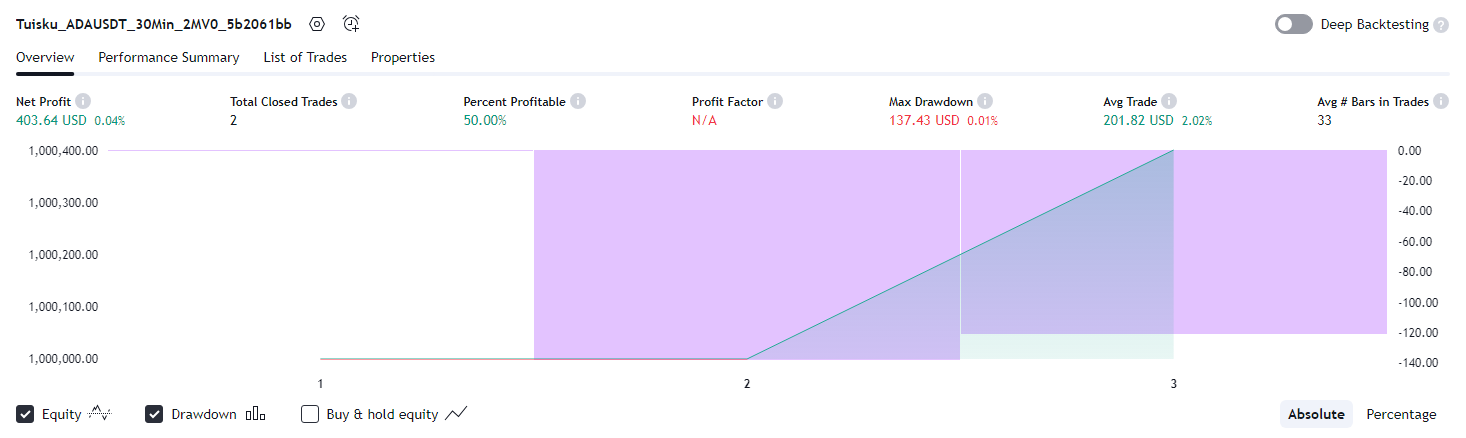 Tuisku_ADAUSDT_30Min_2MV0_5b2061bb Deep Backtesting ?
Overview Performance Summary List of Trades Properties
Net Profit i Total Closed Trades i Percent Profitable i Profit Factor i Max Drawdown i Avg Trade i Avg # Bars in Trades i
403.64 USD 0.04% 2 50.00% N/A 137.43 USD 0.01% 201.82 USD 2.02% 33
1,000,400.00 0.00
-20.00
1,000,300.00 -40.00
1,000,200.00 -60.00
-80.00
1,000,100.00 -100.00
-120.00
1,000,000.00 -140.00
1 2 3
Equity Drawdown Buy & hold equity Absolute Percentage